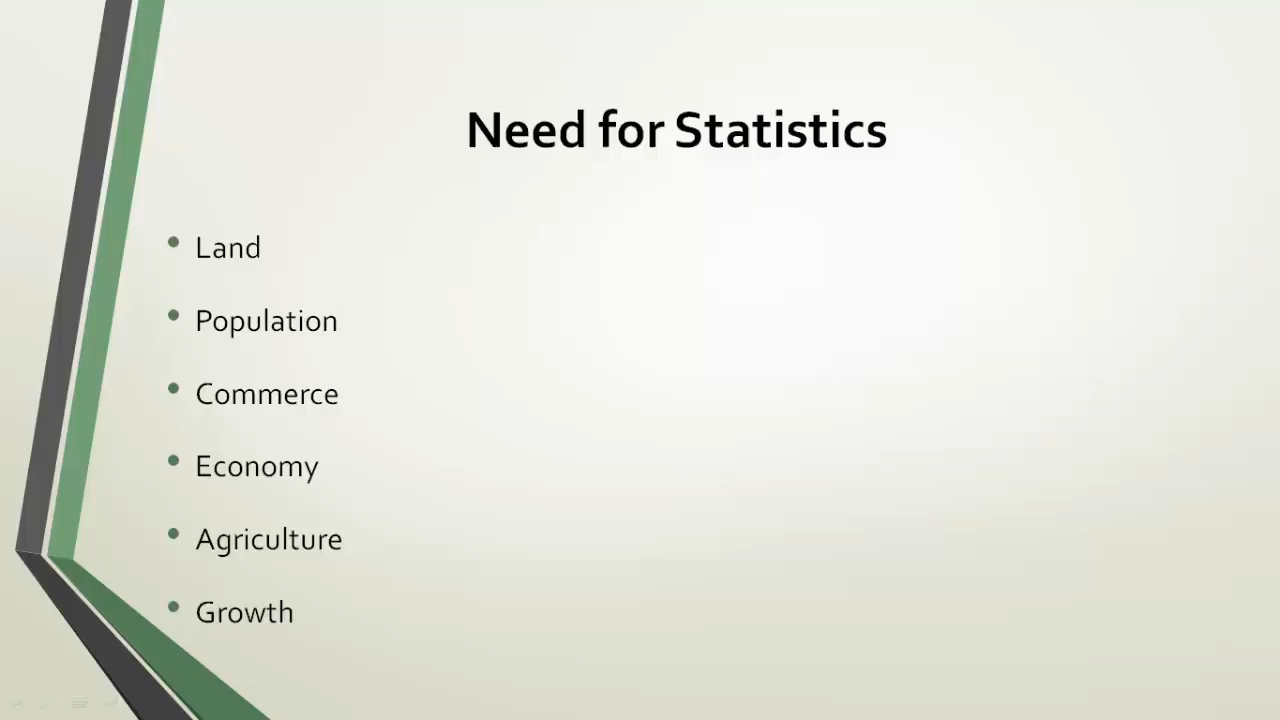 Need for Statistics
• Land
• Population
• Commerce
• Economy
• Agriculture
• Growth